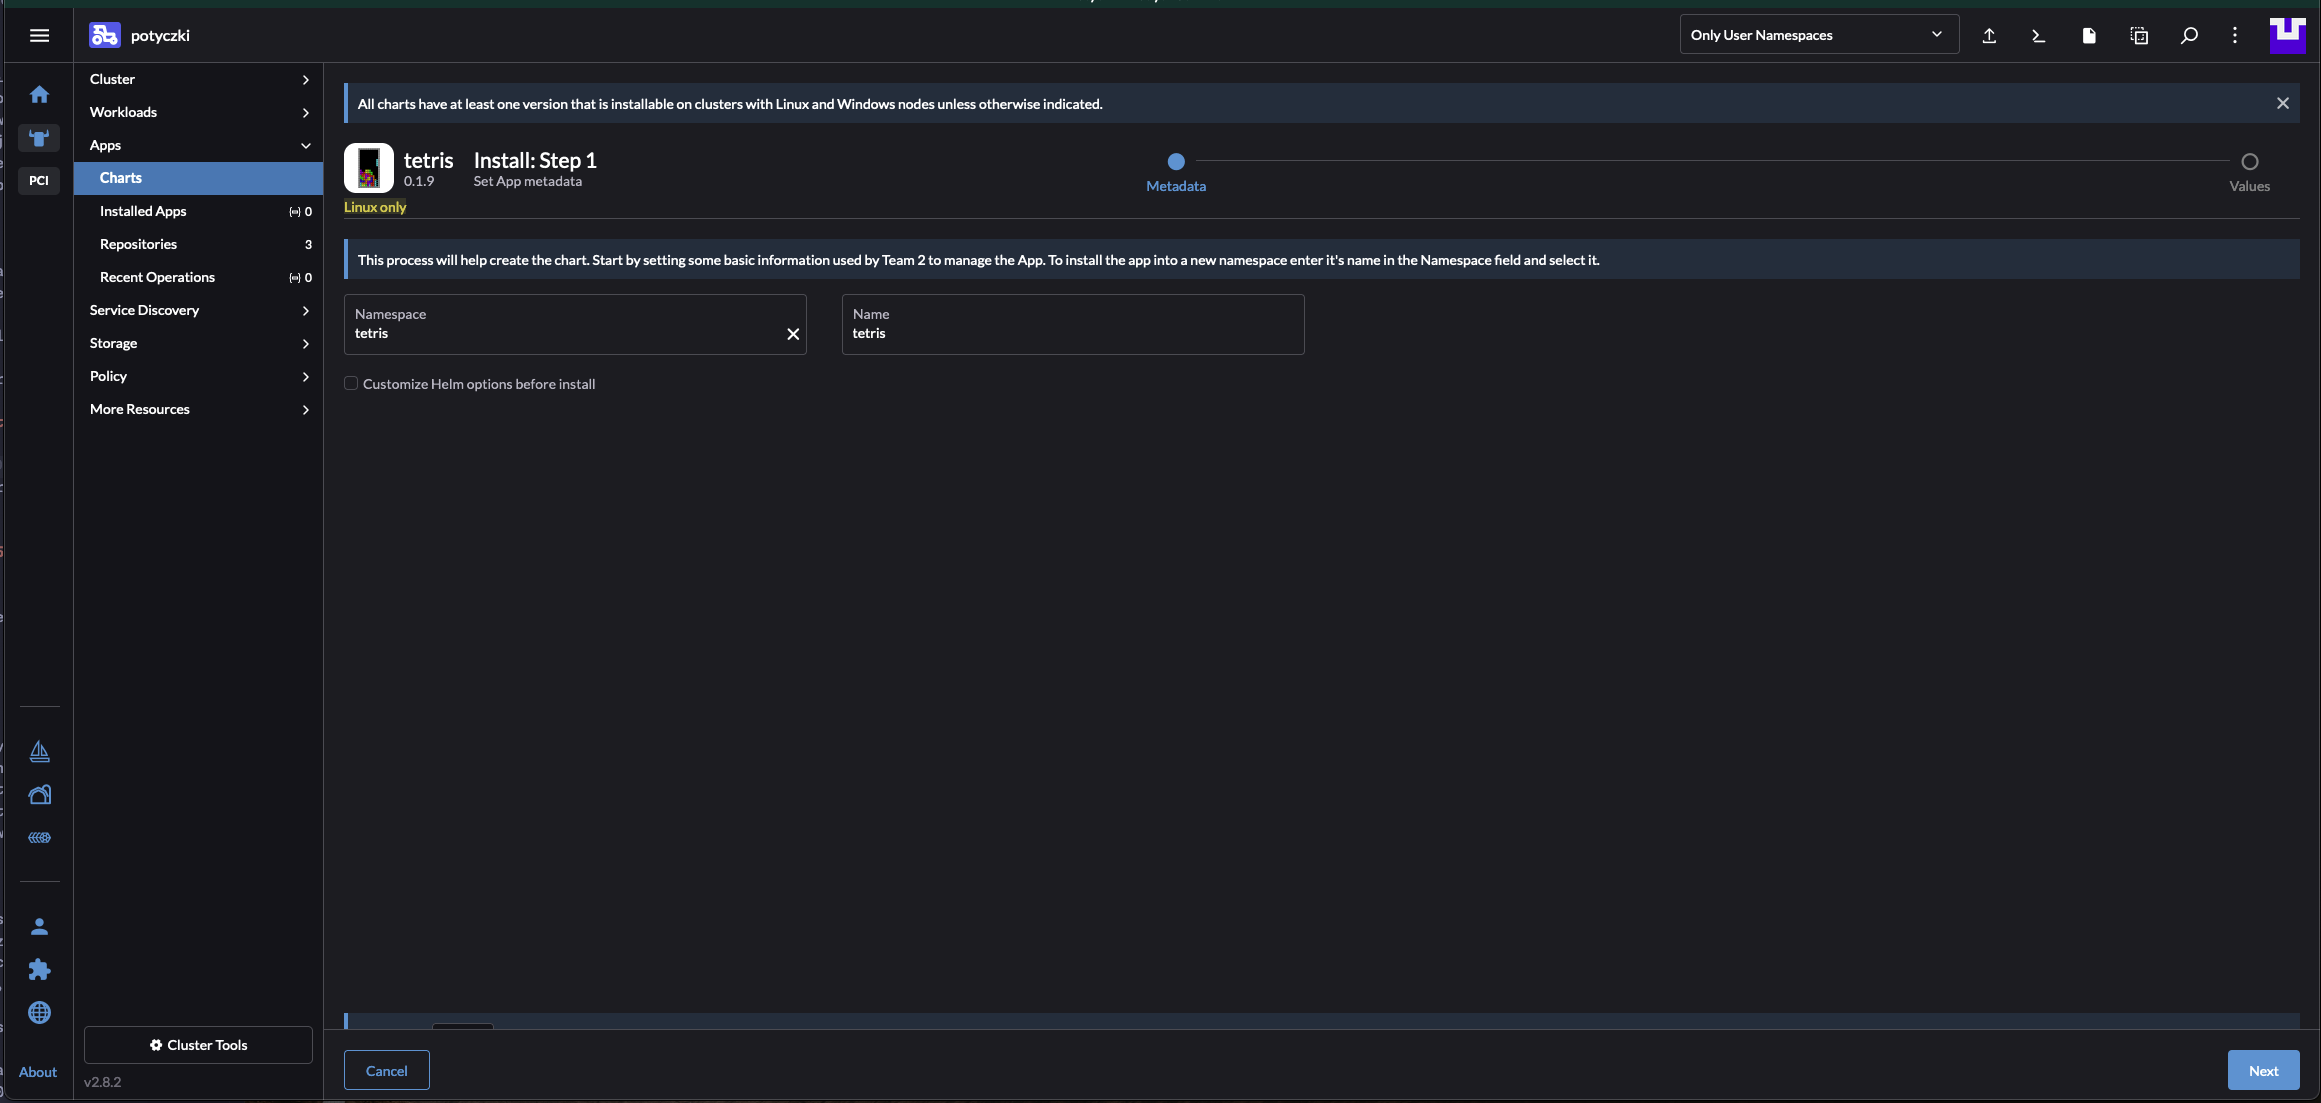 potyczki
Only User Namespaces
PCI
About
Cluster
Workloads
Apps
Charts
Installed Apps 0
Repositories 3
Recent Operations 0
Service Discovery
Storage
Policy
More Resources
Cluster Tools
v2.8.2
All charts have at least one version that is installable on clusters with Linux and Windows nodes unless otherwise indicated.
tetris
0.1.9
Linux only
Install: Step 1
Set App metadata
Metadata
Values
This process will help create the chart. Start by setting some basic information used by Team 2 to manage the App. To install the app into a new namespace enter it's name in the Namespace field and select it.
Namespace
tetris
Name
tetris
Customize Helm options before install
Cancel
Next